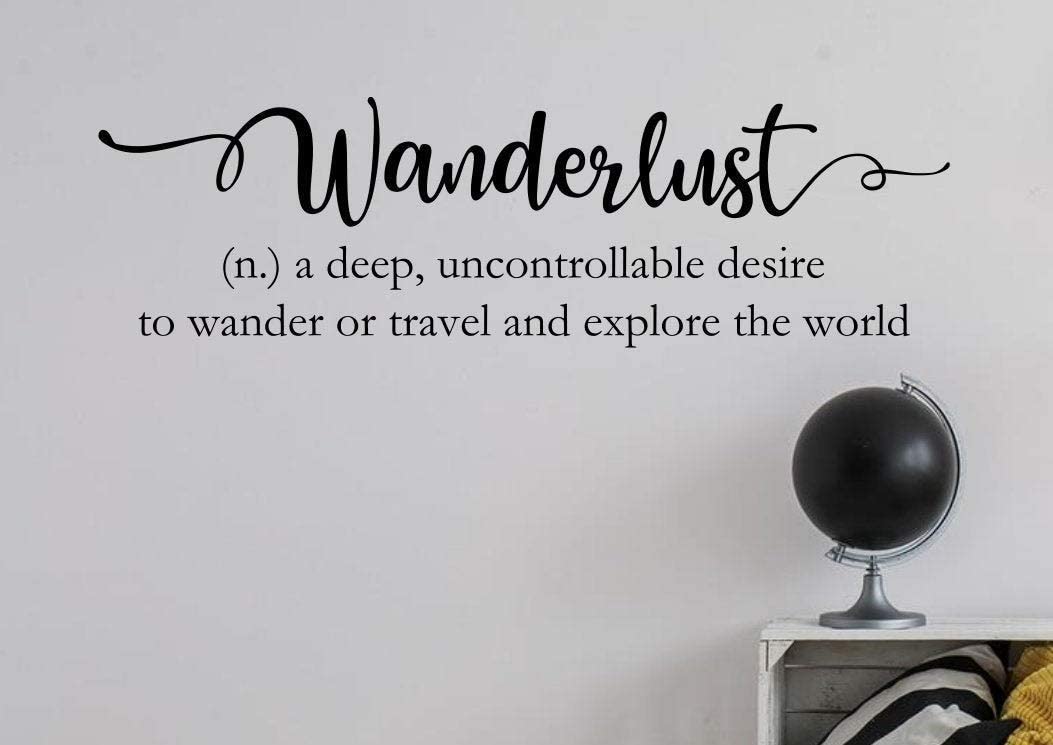 Wanderlust
(n.) a deep, uncontrollable desire
to wander or travel and explore the world